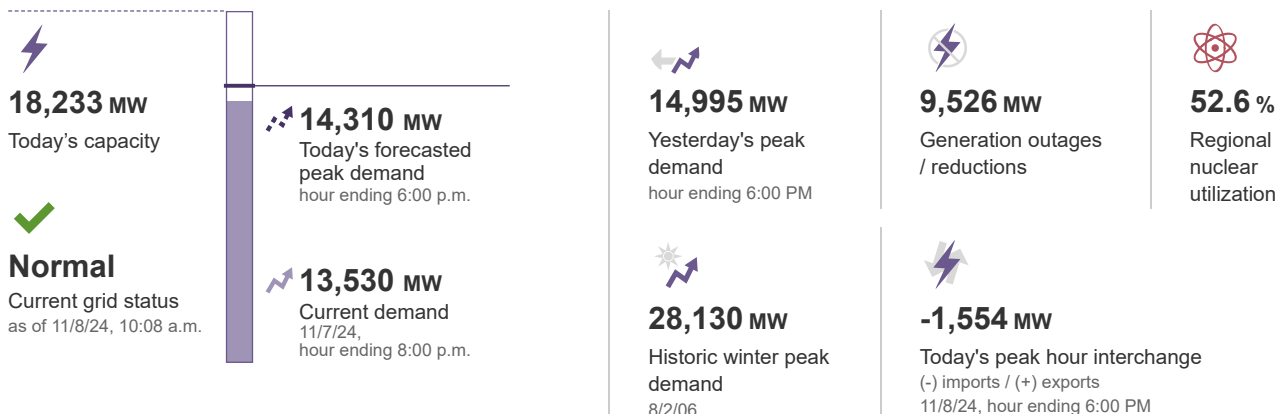 18,233 MW
Today's capacity
Normal
Current grid status
as of 11/8/24, 10:08 a.m.
14,310 MW
Today's forecasted
peak demand
hour ending 6:00 p.m.
13,530 MW
Current demand
11/7/24,
hour ending 8:00 p.m.
14,995 MW
Yesterday's peak
demand
hour ending 6:00 PM
9,526 MW
Generation outages
/ reductions
52.6 %
Regional
nuclear
utilization
28,130 MW
Historic winter peak
demand
8/2/06
-1,554 MW
Today's peak hour interchange
(-) imports / (+) exports
11/8/24, hour ending 6:00 PM